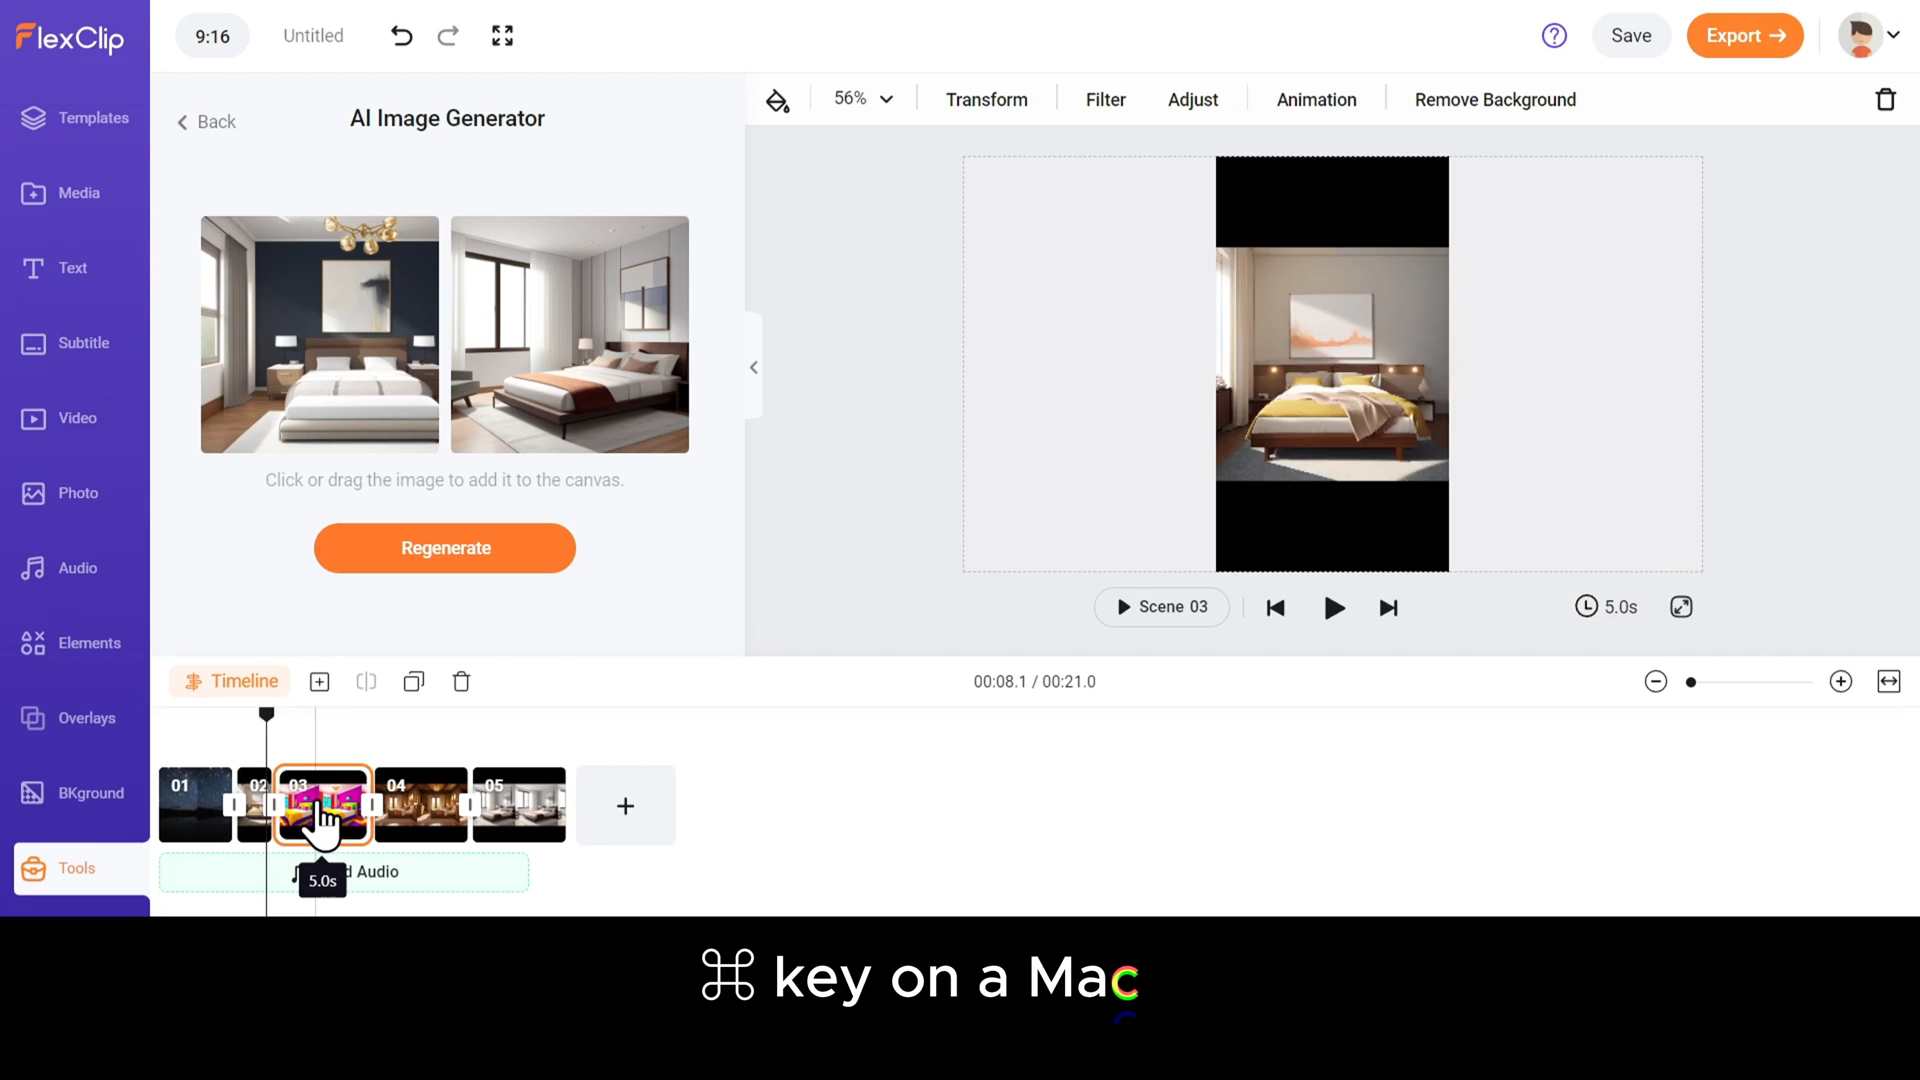 FlexClip
9:16
Untitled
Save
Export
Templates
Media
Text
Subtitle
Video
Photo
Audio
Elements
Overlays
BKground
Tools
Back
AI Image Generator
Click or drag the image to add it to the canvas.
Regenerate
56%
Transform
Filter
Adjust
Animation
Remove Background
Scene 03
5.0s
Timeline
00:08.1 / 00:21.0
01
02
03
04
05
+
Audio
5.0s
⌘ key on a Mac